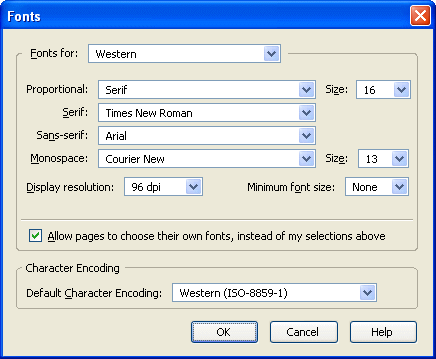 Fonts
Fonts for: Western
Proportional: Serif Size: 16
Serif: Times New Roman
Sans-serif: Arial
Monospace: Courier New Size: 13
Display resolution: 96 dpi Minimum font size: None
Allow pages to choose their own fonts, instead of my selections above
Character Encoding
Default Character Encoding: Western (ISO-8859-1)
OK Cancel Help